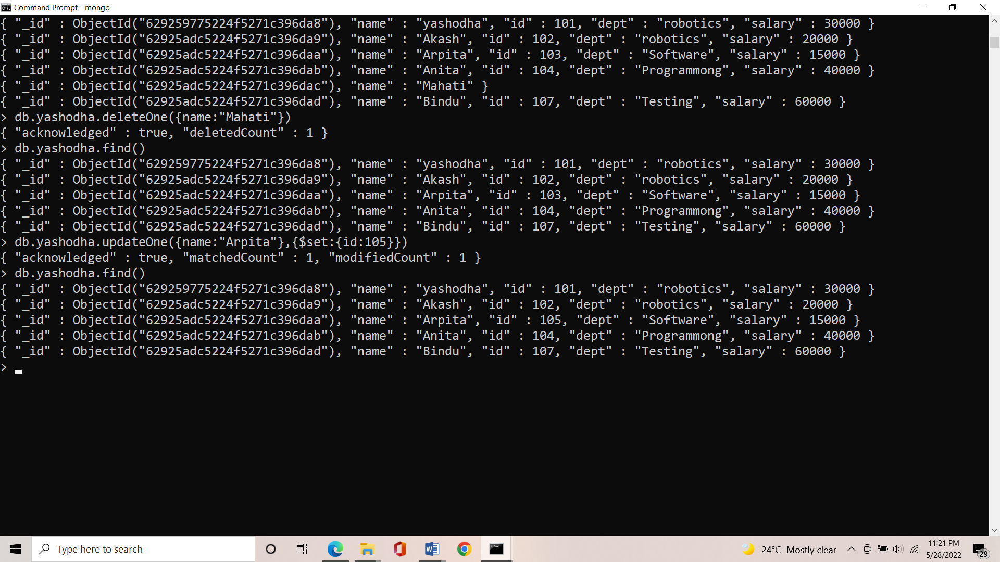 Command Prompt - mongo
{ "_id" : ObjectId("629259775224f5271c396da8"), "name" : "yashodha", "id" : 101, "dept" : "robotics", "salary" : 30000 }
{ "_id" : ObjectId("62925adc5224f5271c396da9"), "name" : "Akash", "id" : 102, "dept" : "robotics", "salary" : 20000 }
{ "_id" : ObjectId("62925adc5224f5271c396daa"), "name" : "Arpita", "id" : 103, "dept" : "Software", "salary" : 15000 }
{ "_id" : ObjectId("62925adc5224f5271c396dab"), "name" : "Anita", "id" : 104, "dept" : "Programmong", "salary" : 40000 }
{ "_id" : ObjectId("62925adc5224f5271c396dac"), "name" : "Mahati" }
{ "_id" : ObjectId("62925adc5224f5271c396dad"), "name" : "Bindu", "id" : 107, "dept" : "Testing", "salary" : 60000 }
> db.yashodha.deleteOne({name:"Mahati"})
{ "acknowledged" : true, "deletedCount" : 1 }
> db.yashodha.find()
{ "_id" : ObjectId("629259775224f5271c396da8"), "name" : "yashodha", "id" : 101, "dept" : "robotics", "salary" : 30000 }
{ "_id" : ObjectId("62925adc5224f5271c396da9"), "name" : "Akash", "id" : 102, "dept" : "robotics", "salary" : 20000 }
{ "_id" : ObjectId("62925adc5224f5271c396daa"), "name" : "Arpita", "id" : 103, "dept" : "Software", "salary" : 15000 }
{ "_id" : ObjectId("62925adc5224f5271c396dab"), "name" : "Anita", "id" : 104, "dept" : "Programmong", "salary" : 40000 }
{ "_id" : ObjectId("62925adc5224f5271c396dad"), "name" : "Bindu", "id" : 107, "dept" : "Testing", "salary" : 60000 }
> db.yashodha.updateOne({name:"Arpita"},{$set:{id:105}})
{ "acknowledged" : true, "matchedCount" : 1, "modifiedCount" : 1 }
> db.yashodha.find()
{ "_id" : ObjectId("629259775224f5271c396da8"), "name" : "yashodha", "id" : 101, "dept" : "robotics", "salary" : 30000 }
{ "_id" : ObjectId("62925adc5224f5271c396da9"), "name" : "Akash", "id" : 102, "dept" : "robotics", "salary" : 20000 }
{ "_id" : ObjectId("62925adc5224f5271c396daa"), "name" : "Arpita", "id" : 105, "dept" : "Software", "salary" : 15000 }
{ "_id" : ObjectId("62925adc5224f5271c396dab"), "name" : "Anita", "id" : 104, "dept" : "Programmong", "salary" : 40000 }
{ "_id" : ObjectId("62925adc5224f5271c396dad"), "name" : "Bindu", "id" : 107, "dept" : "Testing", "salary" : 60000 }
>
Type here to search
24°C Mostly clear
11:21 PM
5/28/2022
29